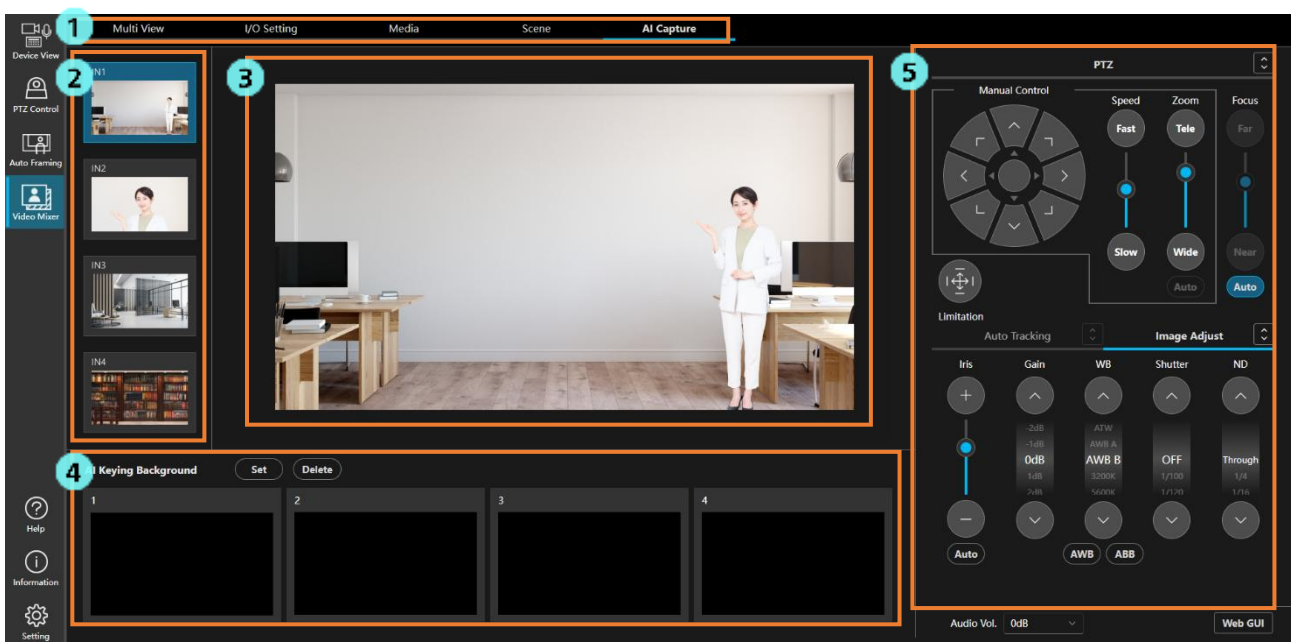 1
Multi View
I/O Setting
Media
Scene
AI Capture
Device View
PTZ Control
Auto Framing
Video Mixer
Help
Information
Setting
2
IN1
IN2
IN3
IN4
3
4
AI Keying Background
Set
Delete
1
2
3
4
5
PTZ
Manual Control
Speed
Zoom
Focus
Fast
Tele
Far
Slow
Wide
Near
Auto
Auto
Limitation
Auto Tracking
Image Adjust
Iris
Gain
WB
Shutter
ND
-2dB
ATW
-1dB
AWB A
0dB
AWB B
OFF
Through
1dB
3200K
1/100
1/4
2dB
5600K
1/120
1/16
Auto
AWB
ABB
Audio Vol.
0dB
Web GUI